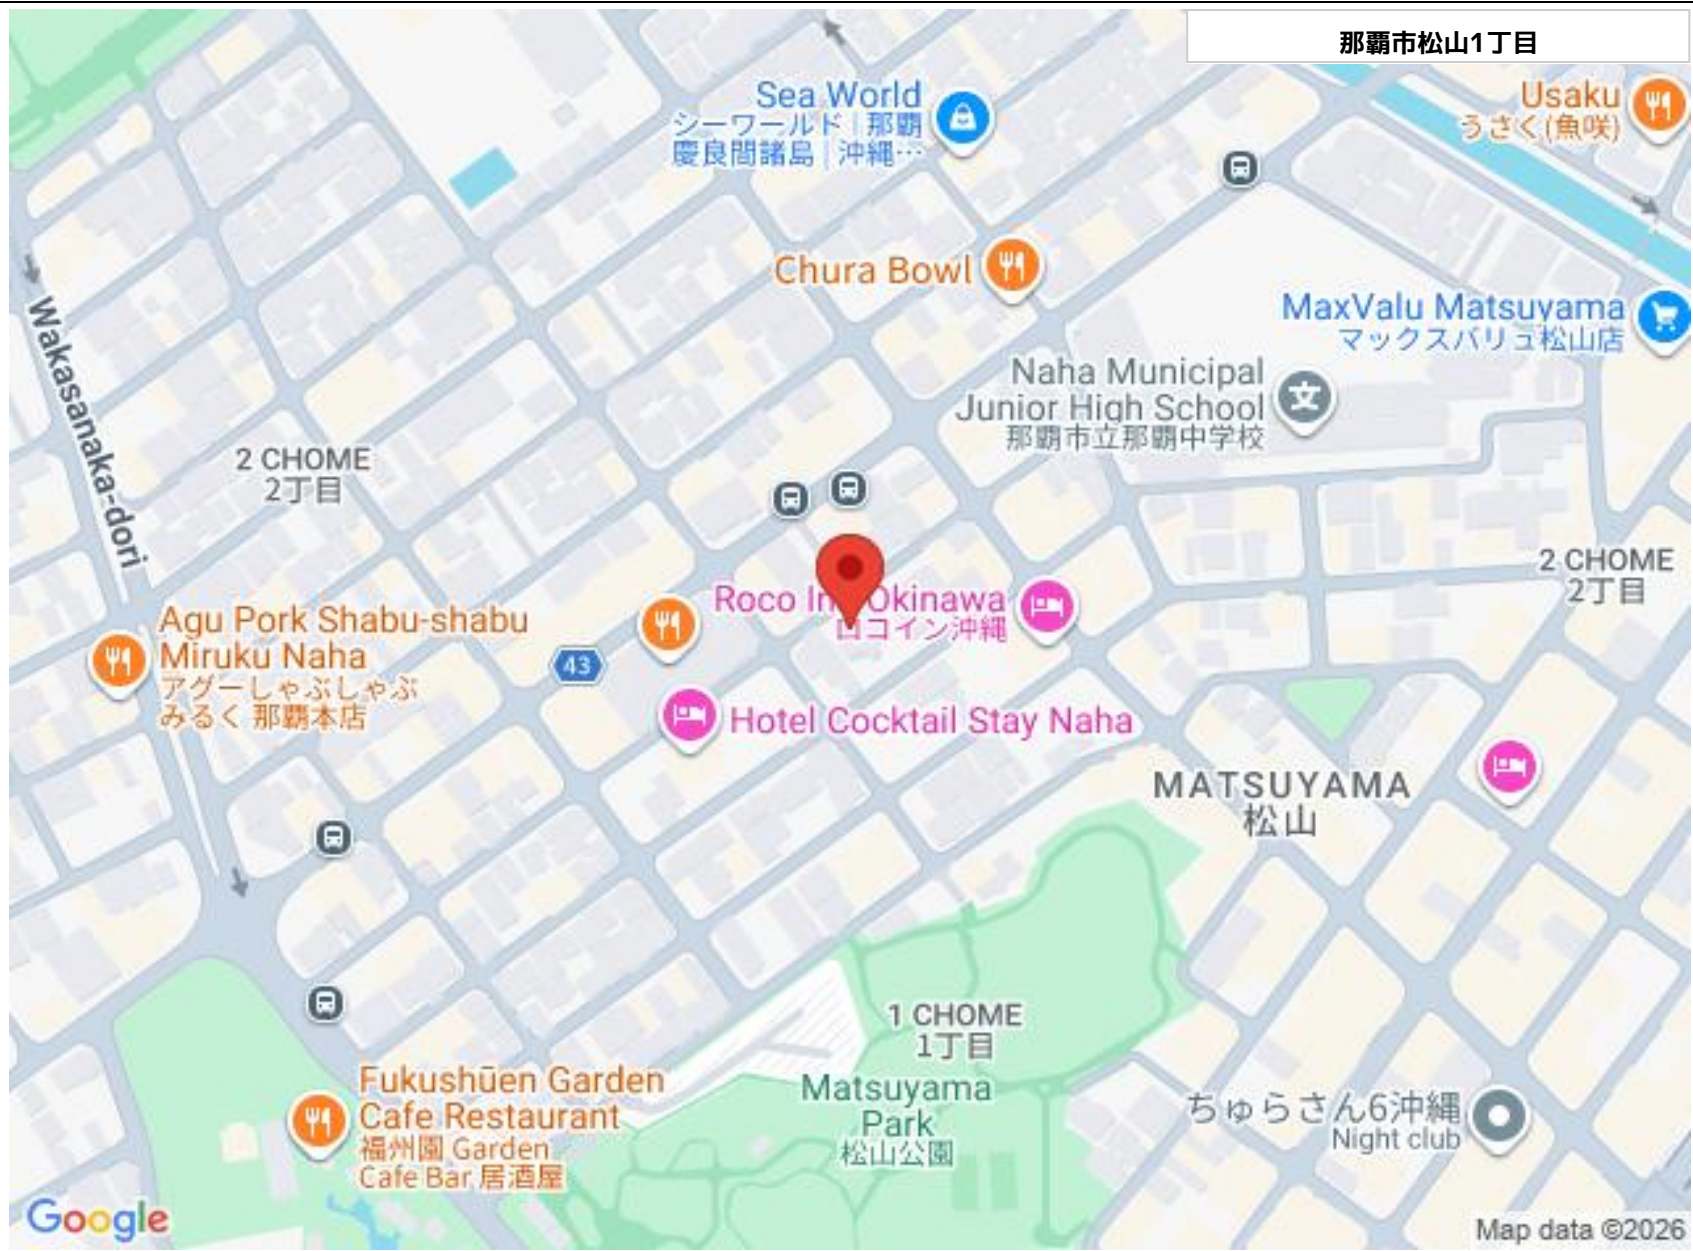 那覇市松山1丁目
Sea World
シーワールド | 那覇
慶良間諸島 | 沖縄…
Usaku
うさく(魚咲)
Chura Bowl
MaxValu Matsuyama
マックスバリュ松山店
Naha Municipal
Junior High School
那覇市立那覇中学校
Wakasanaka-dori
2 CHOME
2丁目
2 CHOME
2丁目
Roco Inn Okinawa
ロコイン沖縄
Agu Pork Shabu-shabu
Miruku Naha
アグーしゃぶしゃぶ
みるく 那覇本店
43
Hotel Cocktail Stay Naha
MATSUYAMA
松山
1 CHOME
1丁目
Matsuyama
Park
松山公園
Fukushūen Garden
Cafe Restaurant
福州園 Garden
Cafe Bar 居酒屋
ちゅらさん6沖縄
Night club
Google
Map data ©2026